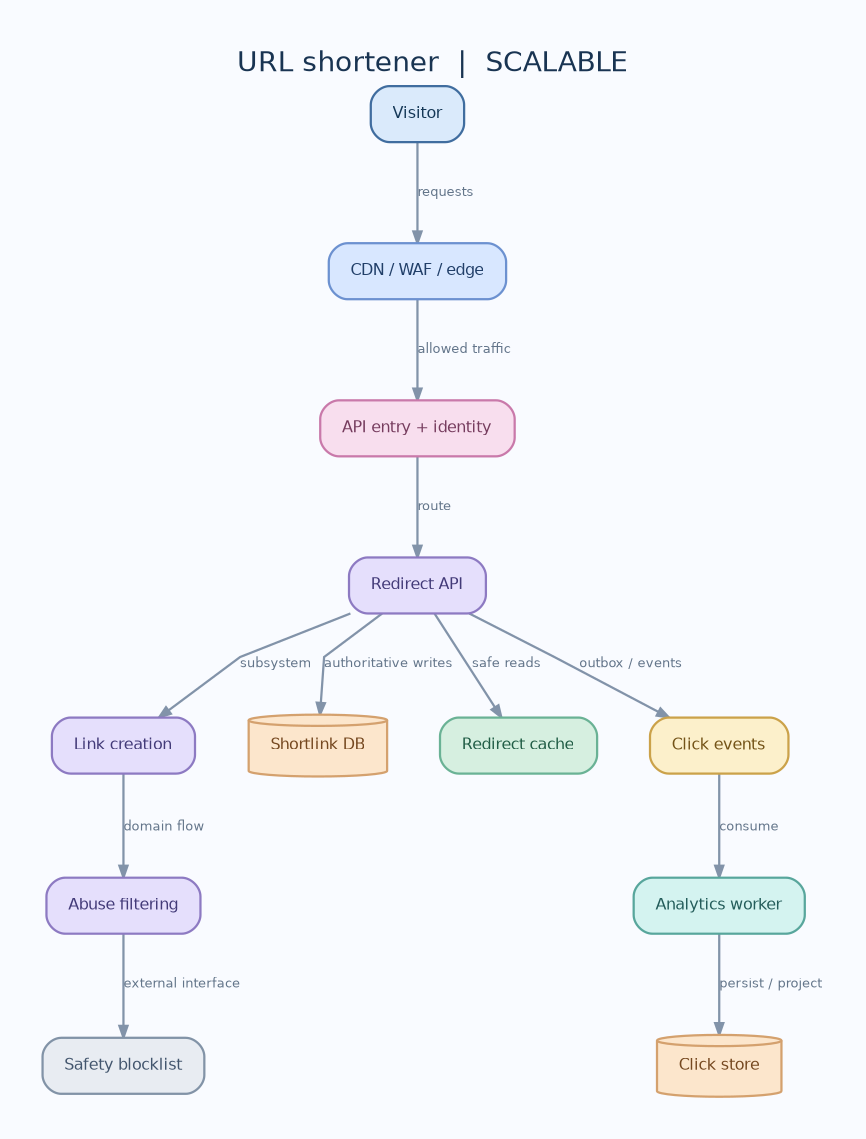 URL shortener | SCALABLE
Visitor
requests
CDN / WAF / edge
allowed traffic
API entry + identity
route
Redirect API
subsystem
authoritative writes
safe reads
outbox / events
Link creation
Shortlink DB
Redirect cache
Click events
domain flow
consume
Abuse filtering
Analytics worker
external interface
persist / project
Safety blocklist
Click store